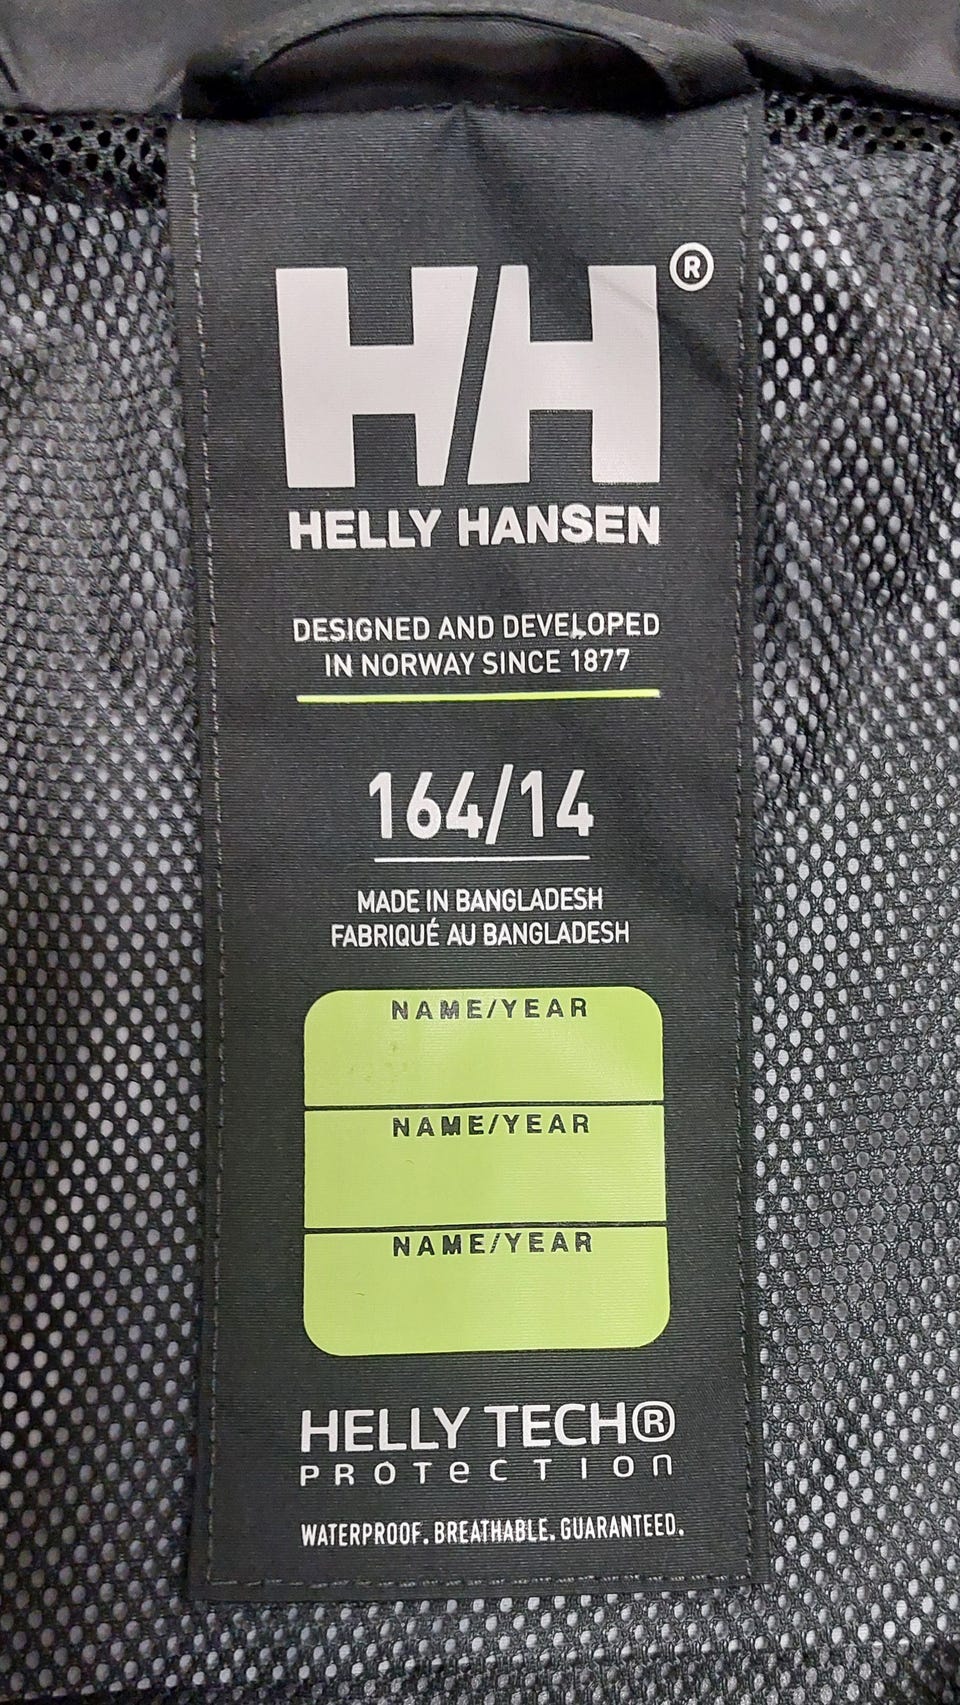 H/H®
HELLY HANSEN
DESIGNED AND DEVELOPED
IN NORWAY SINCE 1877
164/14
MADE IN BANGLADESH
FABRIQUÉ AU BANGLADESH
NAME/YEAR
NAME/YEAR
NAME/YEAR
HELLY TECH®
PROTECTION
WATERPROOF. BREATHABLE. GUARANTEED.